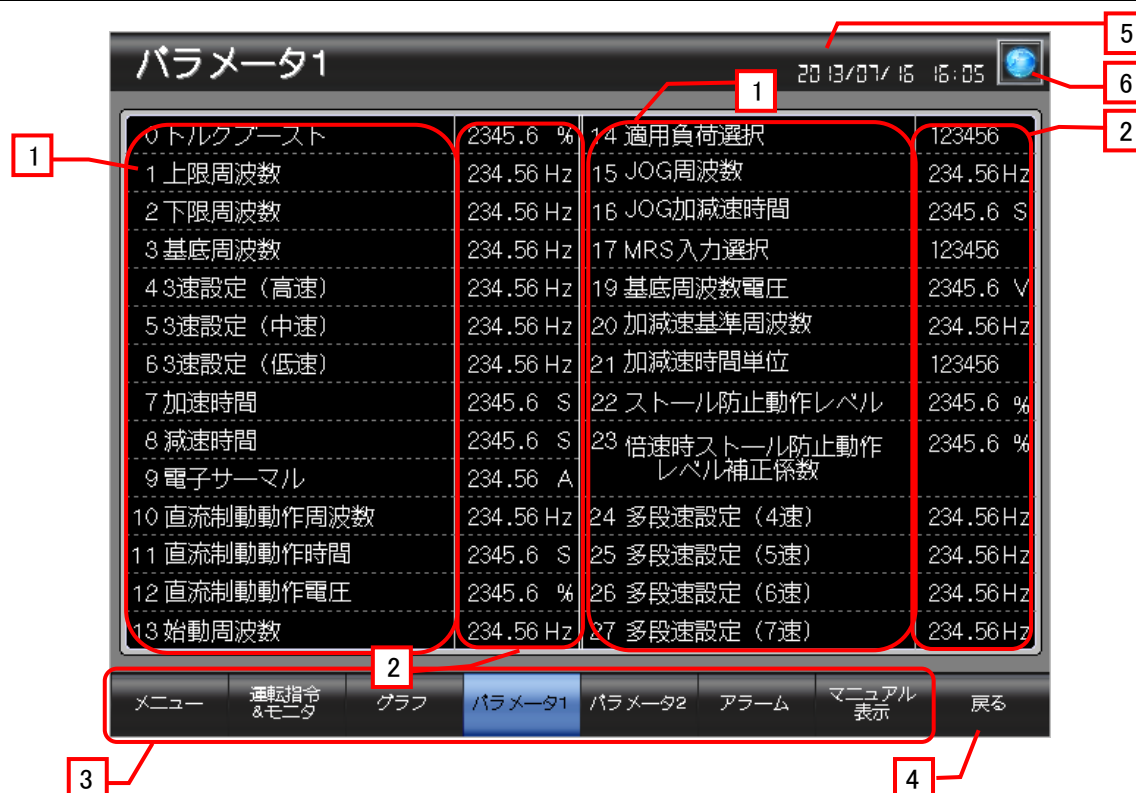 5
パラメータ1
2013/07/16 16:05
6
1
1
2
0 トルクブースト 2345.6 % 14 適用負荷選択 123456
1 上限周波数 234.56 Hz 15 JOG周波数 234.56Hz
2 下限周波数 234.56 Hz 16 JOG加減速時間 2345.6 S
3 基底周波数 234.56 Hz 17 MRS入力選択 123456
4 3速設定（高速） 234.56 Hz 19 基底周波数電圧 2345.6 V
5 3速設定（中速） 234.56 Hz 20 加減速基準周波数 234.56Hz
6 3速設定（低速） 234.56 Hz 21 加減速時間単位 123456
7 加速時間 2345.6 S 22 ストール防止動作レベル 2345.6 %
8 減速時間 2345.6 S 23 倍速時ストール防止動作 2345.6 %
レベル補正係数
9 電子サーマル 234.56 A
10 直流制動動作周波数 234.56 Hz 24 多段速設定（4速） 234.56Hz
11 直流制動動作時間 2345.6 S 25 多段速設定（5速） 234.56Hz
12 直流制動動作電圧 2345.6 % 26 多段速設定（6速） 234.56Hz
13 始動周波数 234.56 Hz 27 多段速設定（7速） 234.56Hz
2
メニュー 運転指令 グラフ パラメータ1 パラメータ2 アラーム マニュアル 戻る
&モニタ 表示
3
4